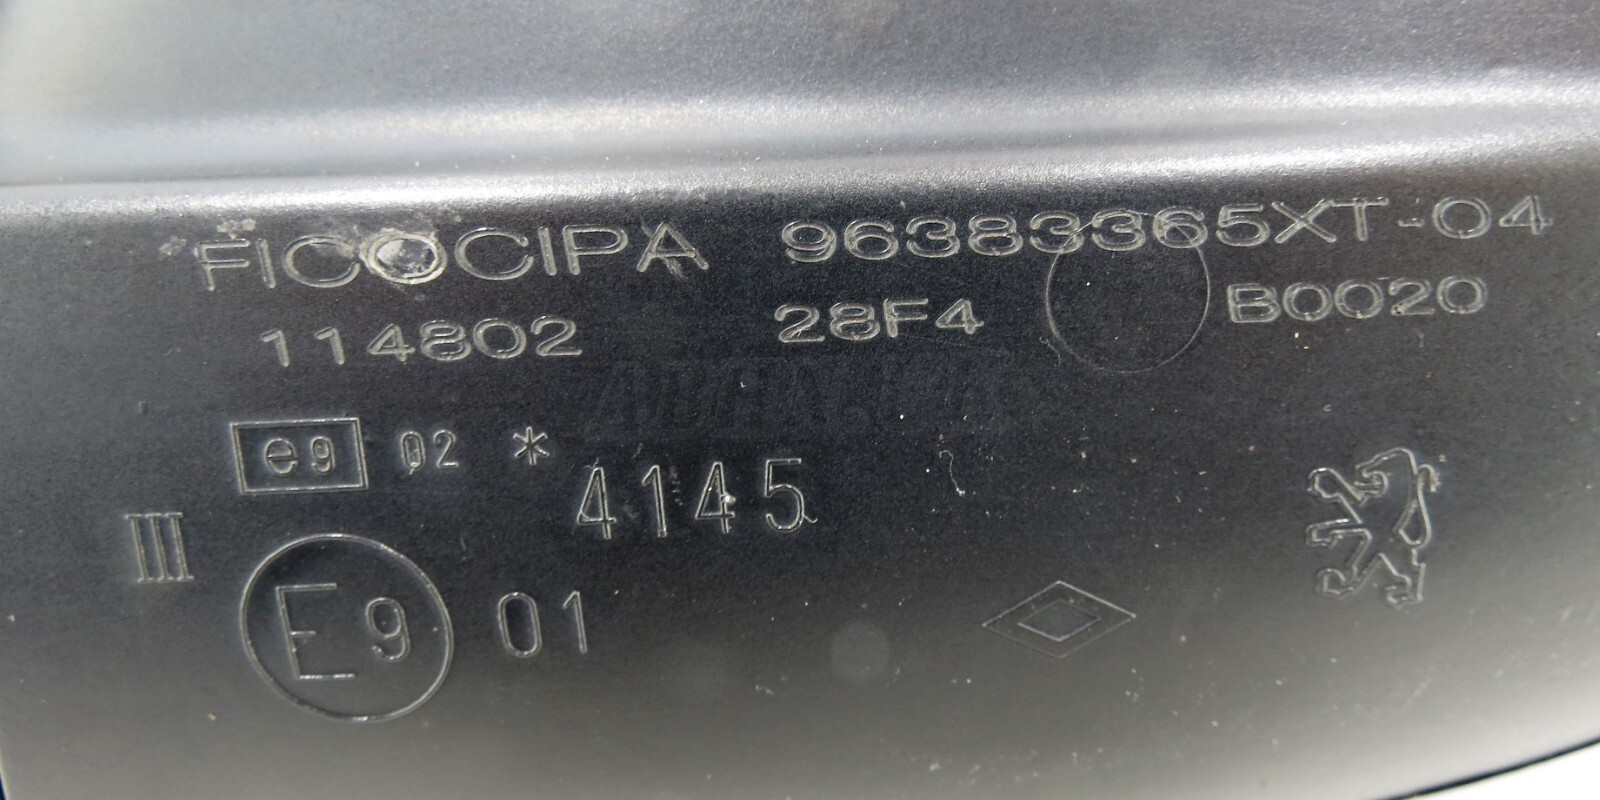 FICOCIPA 96383365XT-04
114802 28F4 B0020
e9 02 *
4145
III
E9 01